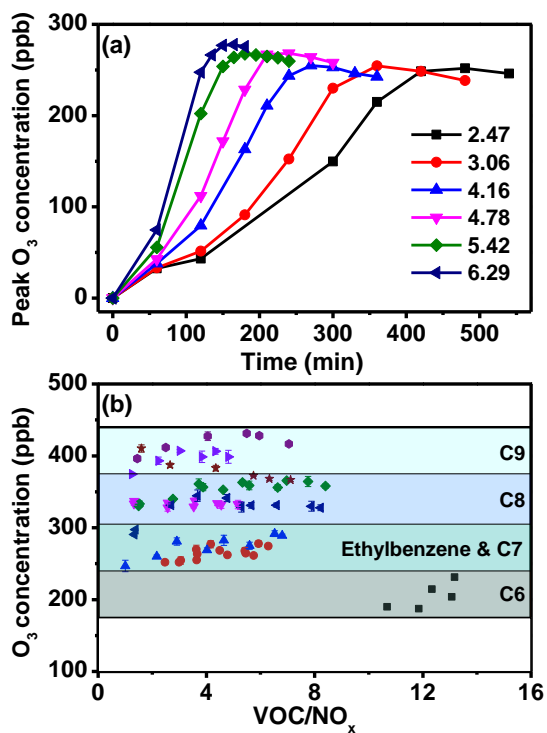 (a)
Peak O3 concentration (ppb)
300
200
100
0
2.47
3.06
4.16
4.78
5.42
6.29
0 100 200 300 400 500
Time (min)
(b)
O3 concentration (ppb)
500
400
300
200
100
C9
C8
Ethylbenzene & C7
C6
0 4 8 12 16
VOC/NOx